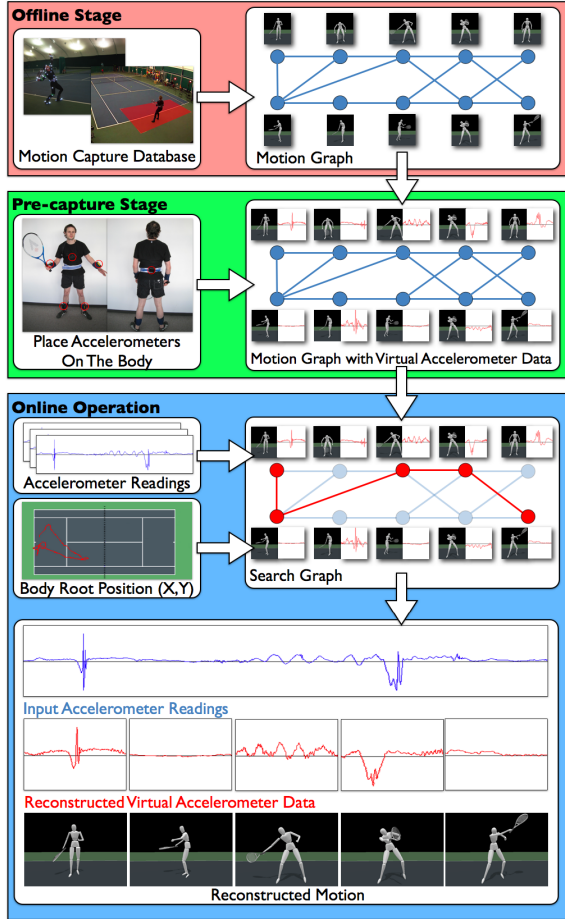 Offline Stage
Motion Capture Database
Motion Graph
Pre-capture Stage
Place Accelerometers
On The Body
Motion Graph with Virtual Accelerometer Data
Online Operation
Accelerometer Readings
Body Root Position (X,Y)
Search Graph
Input Accelerometer Readings
Reconstructed Virtual Accelerometer Data
Reconstructed Motion